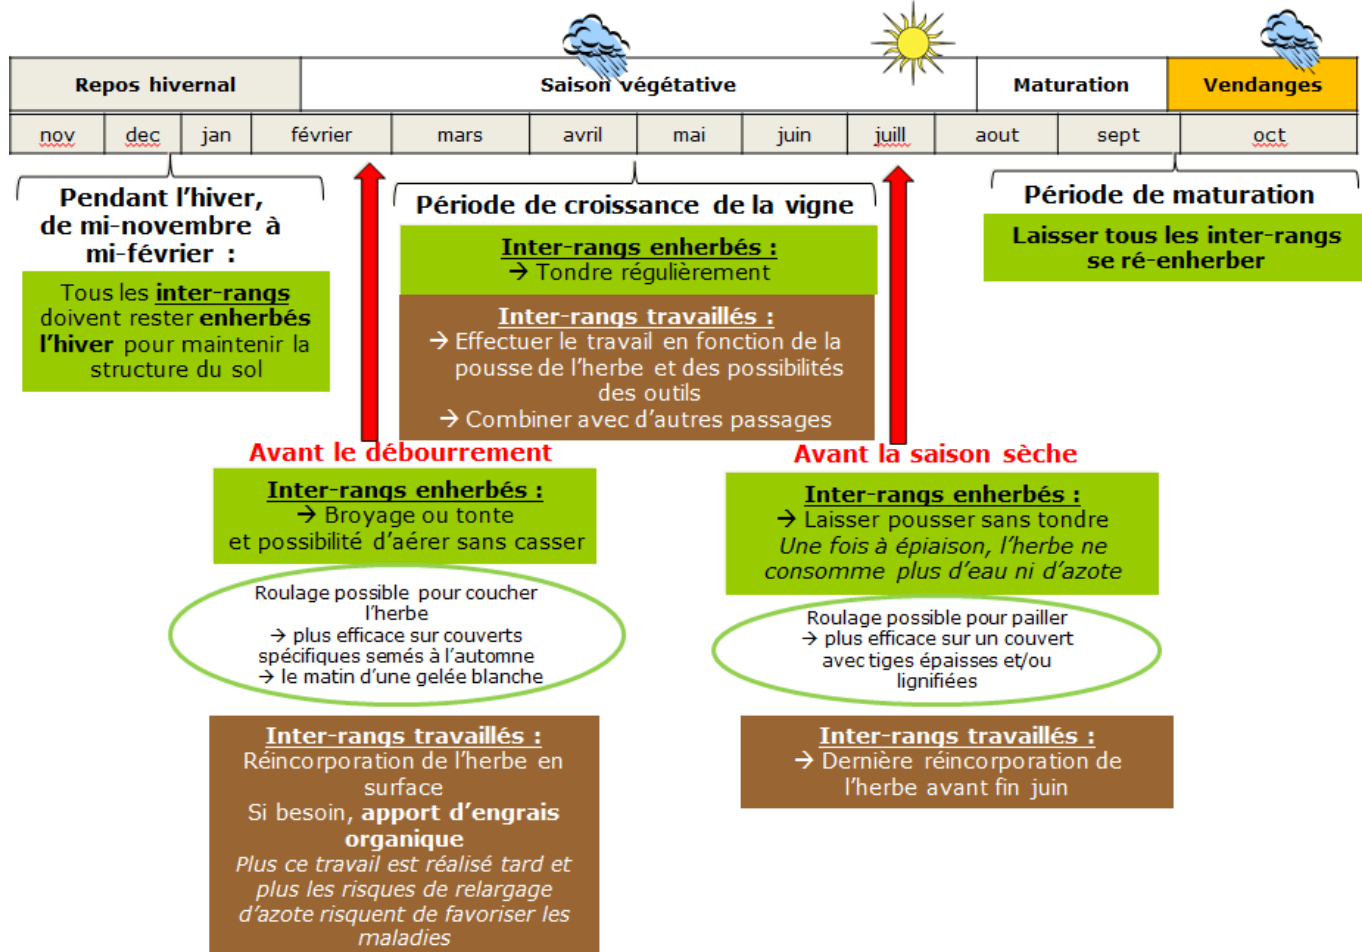 Repos hivernal
Saison végétative
Maturation
Vendanges
nov
dec
jan
février
mars
avril
mai
juin
juill
aout
sept
oct
Pendant l'hiver,
de mi-novembre à
mi-février :
Tous les inter-rangs
doivent rester enherbés
l'hiver pour maintenir la
structure du sol
Période de croissance de la vigne
Inter-rangs enherbés :
→ Tondre régulièrement
Inter-rangs travaillés :
→ Effectuer le travail en fonction de la
pousse de l'herbe et des possibilités
des outils
→ Combiner avec d'autres passages
Période de maturation
Laisser tous les inter-rangs
se ré-enherber
Avant le débourrement
Inter-rangs enherbés :
→ Broyage ou tonte
et possibilité d'aérer sans casser
Roulage possible pour coucher
l'herbe
→ plus efficace sur couverts
spécifiques semés à l'automne
→ le matin d'une gelée blanche
Inter-rangs travaillés :
Réincorporation de l'herbe en
surface
Si besoin, apport d'engrais
organique
Plus ce travail est réalisé tard et
plus les risques de relargage
d'azote risquent de favoriser les
maladies
Avant la saison sèche
Inter-rangs enherbés :
→ Laisser pousser sans tondre
Une fois à épiaison, l'herbe ne
consomme plus d'eau ni d'azote
Roulage possible pour pailler
→ plus efficace sur un couvert
avec tiges épaisses et/ou
lignifiées
Inter-rangs travaillés :
→ Dernière réincorporation de
l'herbe avant fin juin